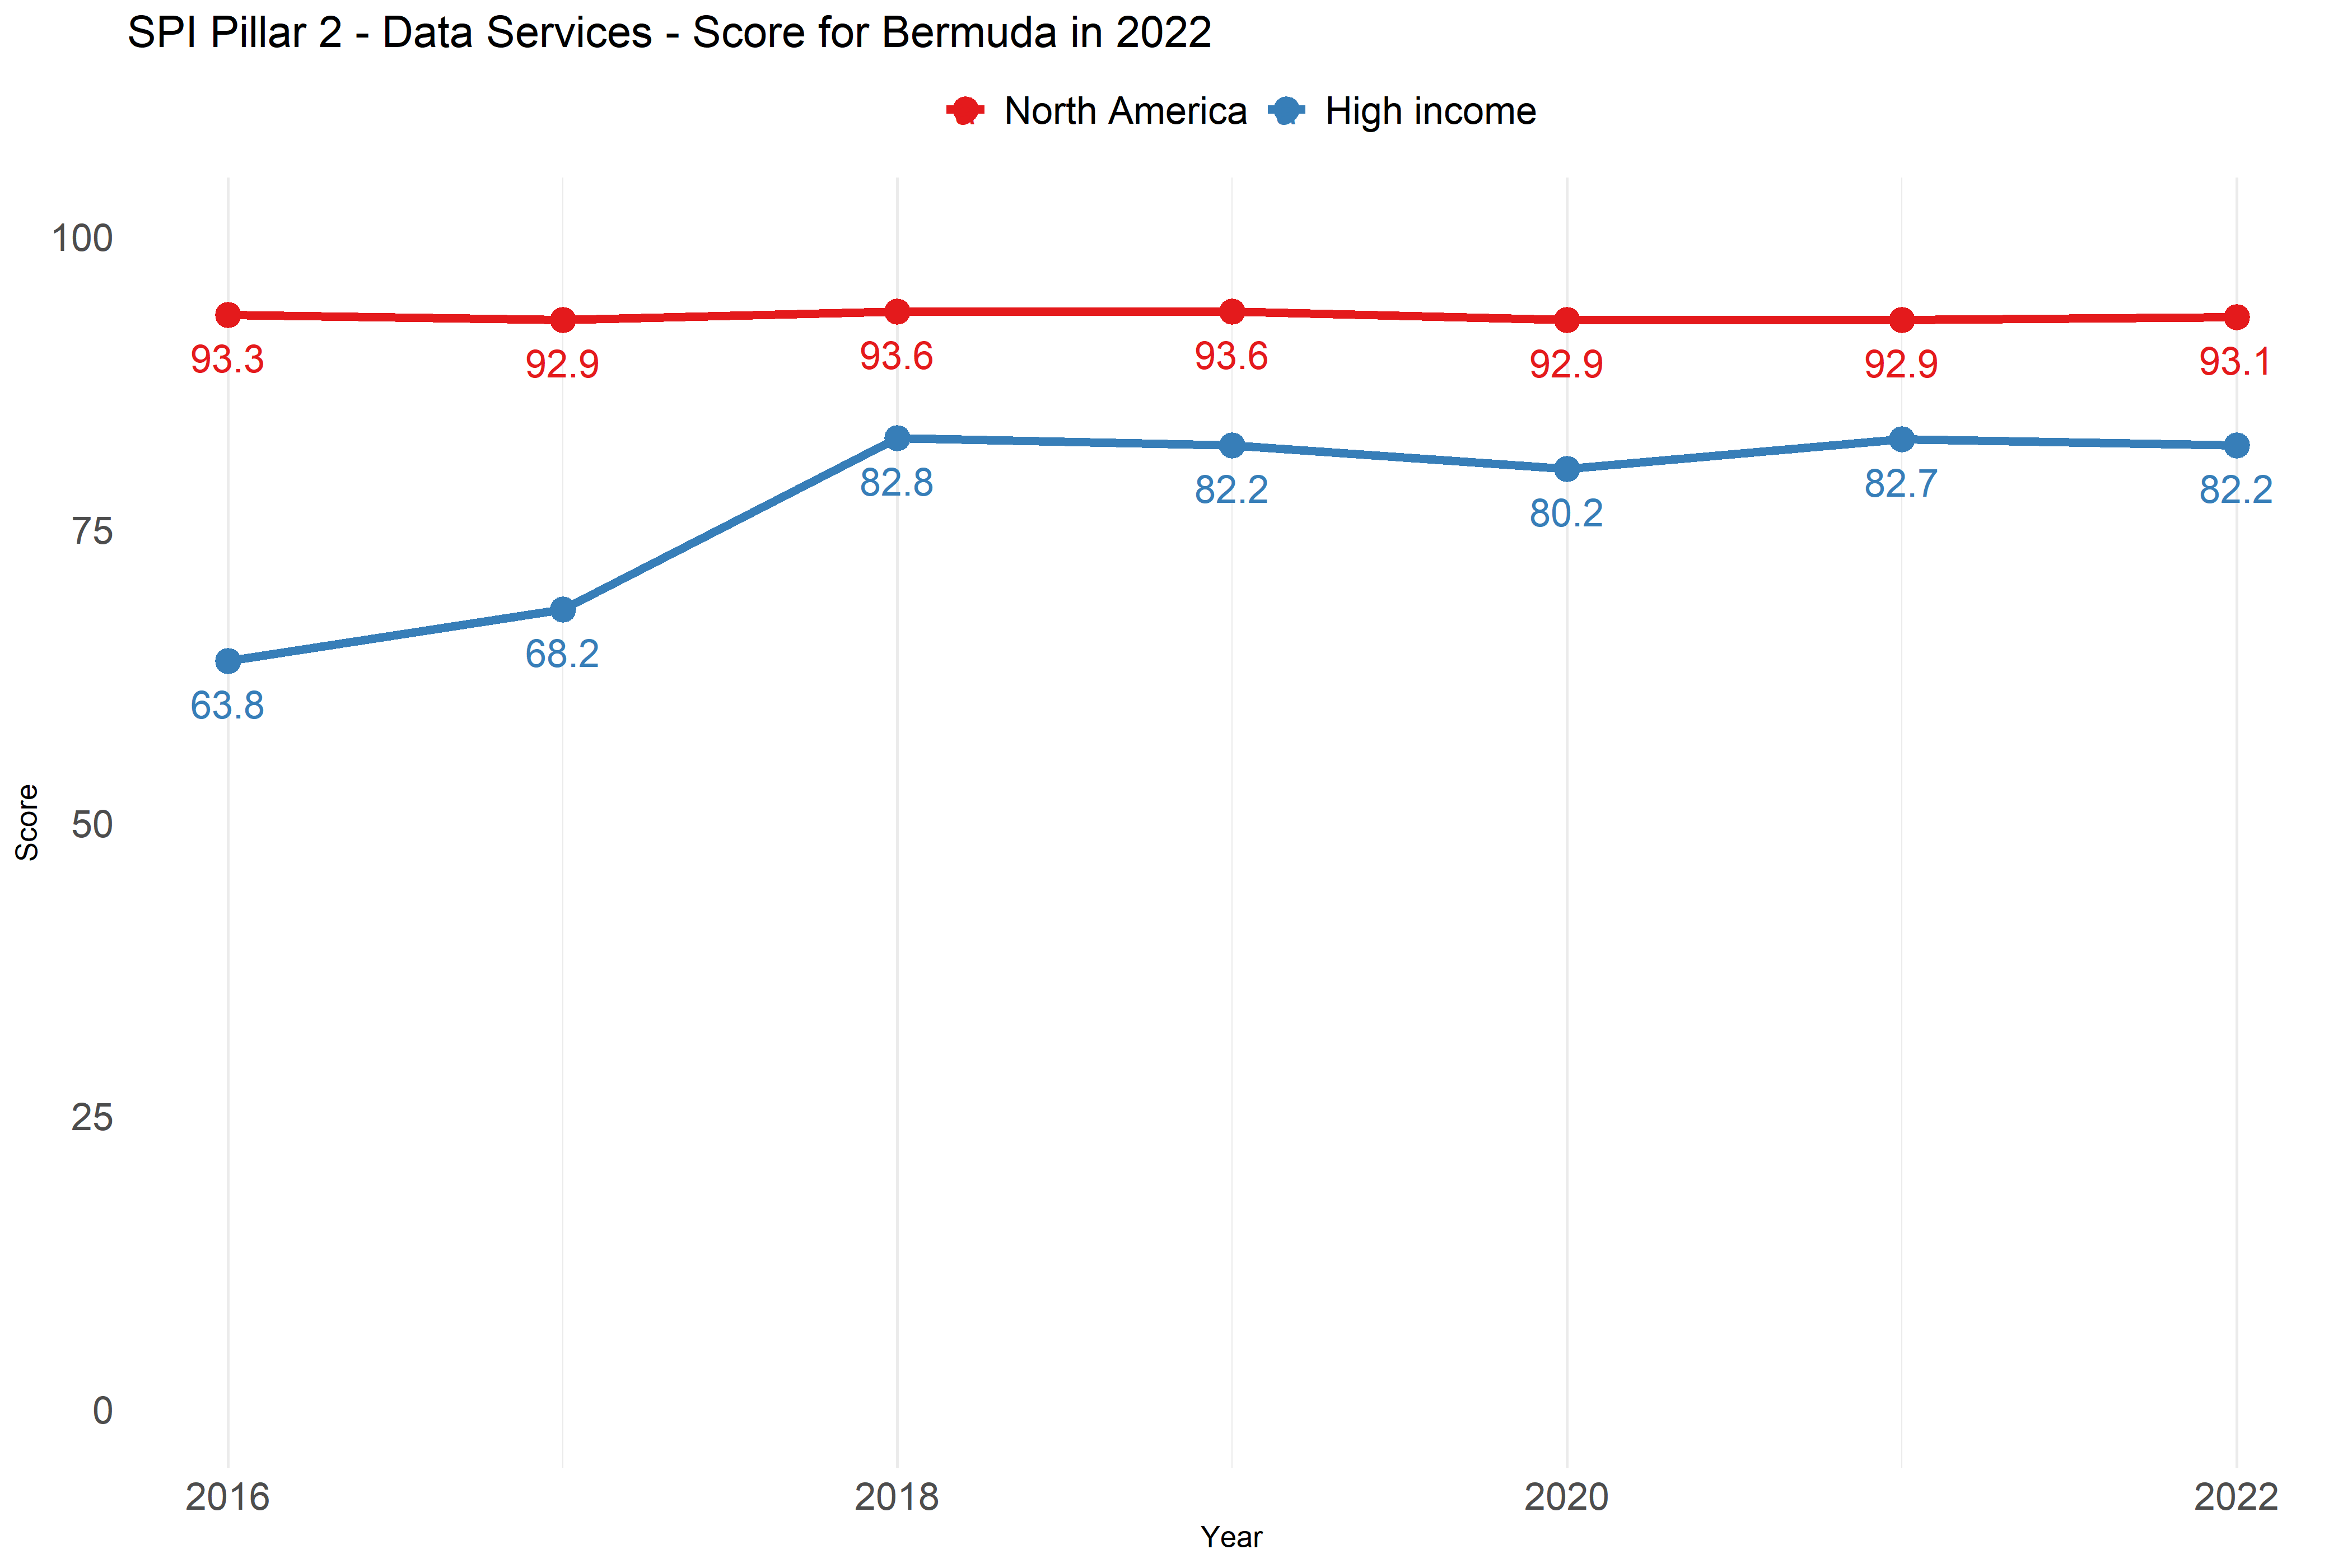 SPI Pillar 2 - Data Services - Score for Bermuda in 2022
North America High income
100
75
50
25
0
Score
93.3 92.9 93.6 93.6 92.9 92.9 93.1
63.8 68.2 82.8 82.2 80.2 82.7 82.2
2016 2018 2020 2022
Year